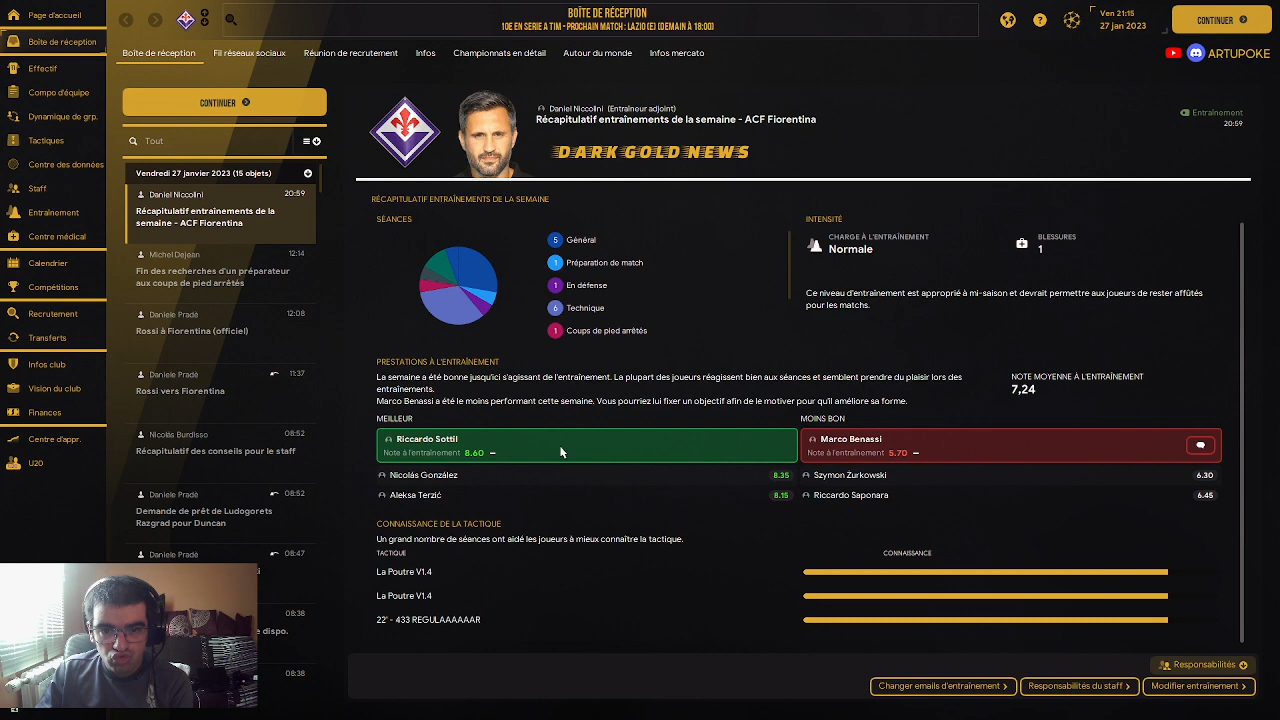 Page d'accueil
Boîte de réception
Effectif
Compo d'équipe
Dynamique de grp.
Tactiques
Centre des données
Staff
Entraînement
Centre médical
Calendrier
Compétitions
Recrutement
Transferts
Infos club
Vision du club
Finances
Centre d'appr.
U20
BOÎTE DE RÉCEPTION
10E EN SERIE A TIM - PROCHAIN MATCH : LAZIO (E) (DEMAIN À 18:00)
Ven 21:15
27 jan 2023
CONTINUER
Boîte de réception
Fil réseaux sociaux
Réunion de recrutement
Infos
Championnats en détail
Autour du monde
Infos mercato
ARTUPOKE
CONTINUER
Tout
Vendredi 27 janvier 2023 (15 objets)
Daniel Niccolini 20:59
Récapitulatif entraînements de la
semaine - ACF Fiorentina
Michel Dejean 12:14
Fin des recherches d'un préparateur
aux coups de pied arrêtés
Daniele Pradè 12:08
Rossi à Fiorentina (officiel)
Daniele Pradè 11:37
Rossi vers Fiorentina
Nicolás Burdisso 08:52
Récapitulatif des conseils pour le staff
Daniele Pradè 08:52
Demande de prêt de Ludogorets
Razgrad pour Duncan
Daniele Pradè 08:47
08:38
e dispo.
08:38
Daniel Niccolini (Entraîneur adjoint)
Récapitulatif entraînements de la semaine - ACF Fiorentina
DARK GOLD NEWS
Entraînement
20:59
RÉCAPITULATIF ENTRAÎNEMENTS DE LA SEMAINE
SÉANCES
5 Général
1 Préparation de match
1 En défense
6 Technique
1 Coups de pied arrêtés
INTENSITÉ
CHARGE À L'ENTRAÎNEMENT
Normale
BLESSURES
1
Ce niveau d'entraînement est approprié à mi-saison et devrait permettre aux joueurs de rester affûtés
pour les matchs.
PRESTATIONS À L'ENTRAÎNEMENT
La semaine a été bonne jusqu'ici s'agissant de l'entraînement. La plupart des joueurs réagissent bien aux séances et semblent prendre du plaisir lors des
entraînements.
Marco Benassi a été le moins performant cette semaine. Vous pourriez lui fixer un objectif afin de le motiver pour qu'il améliore sa forme.
NOTE MOYENNE À L'ENTRAÎNEMENT
7,24
MEILLEUR
Riccardo Sottil
Note à l'entraînement 8.60 –
Nicolás González 8.35
Aleksa Terzić 8.15
MOINS BON
Marco Benassi
Note à l'entraînement 5.70 –
Szymon Żurkowski 6.30
Riccardo Saponara 6.45
CONNAISSANCE DE LA TACTIQUE
Un grand nombre de séances ont aidé les joueurs à mieux connaître la tactique.
TACTIQUE CONNAISSANCE
La Poutre V1.4
La Poutre V1.4
22' - 433 REGULAAAAAAR
Responsabilités
Changer emails d'entraînement
Responsabilités du staff
Modifier entraînement